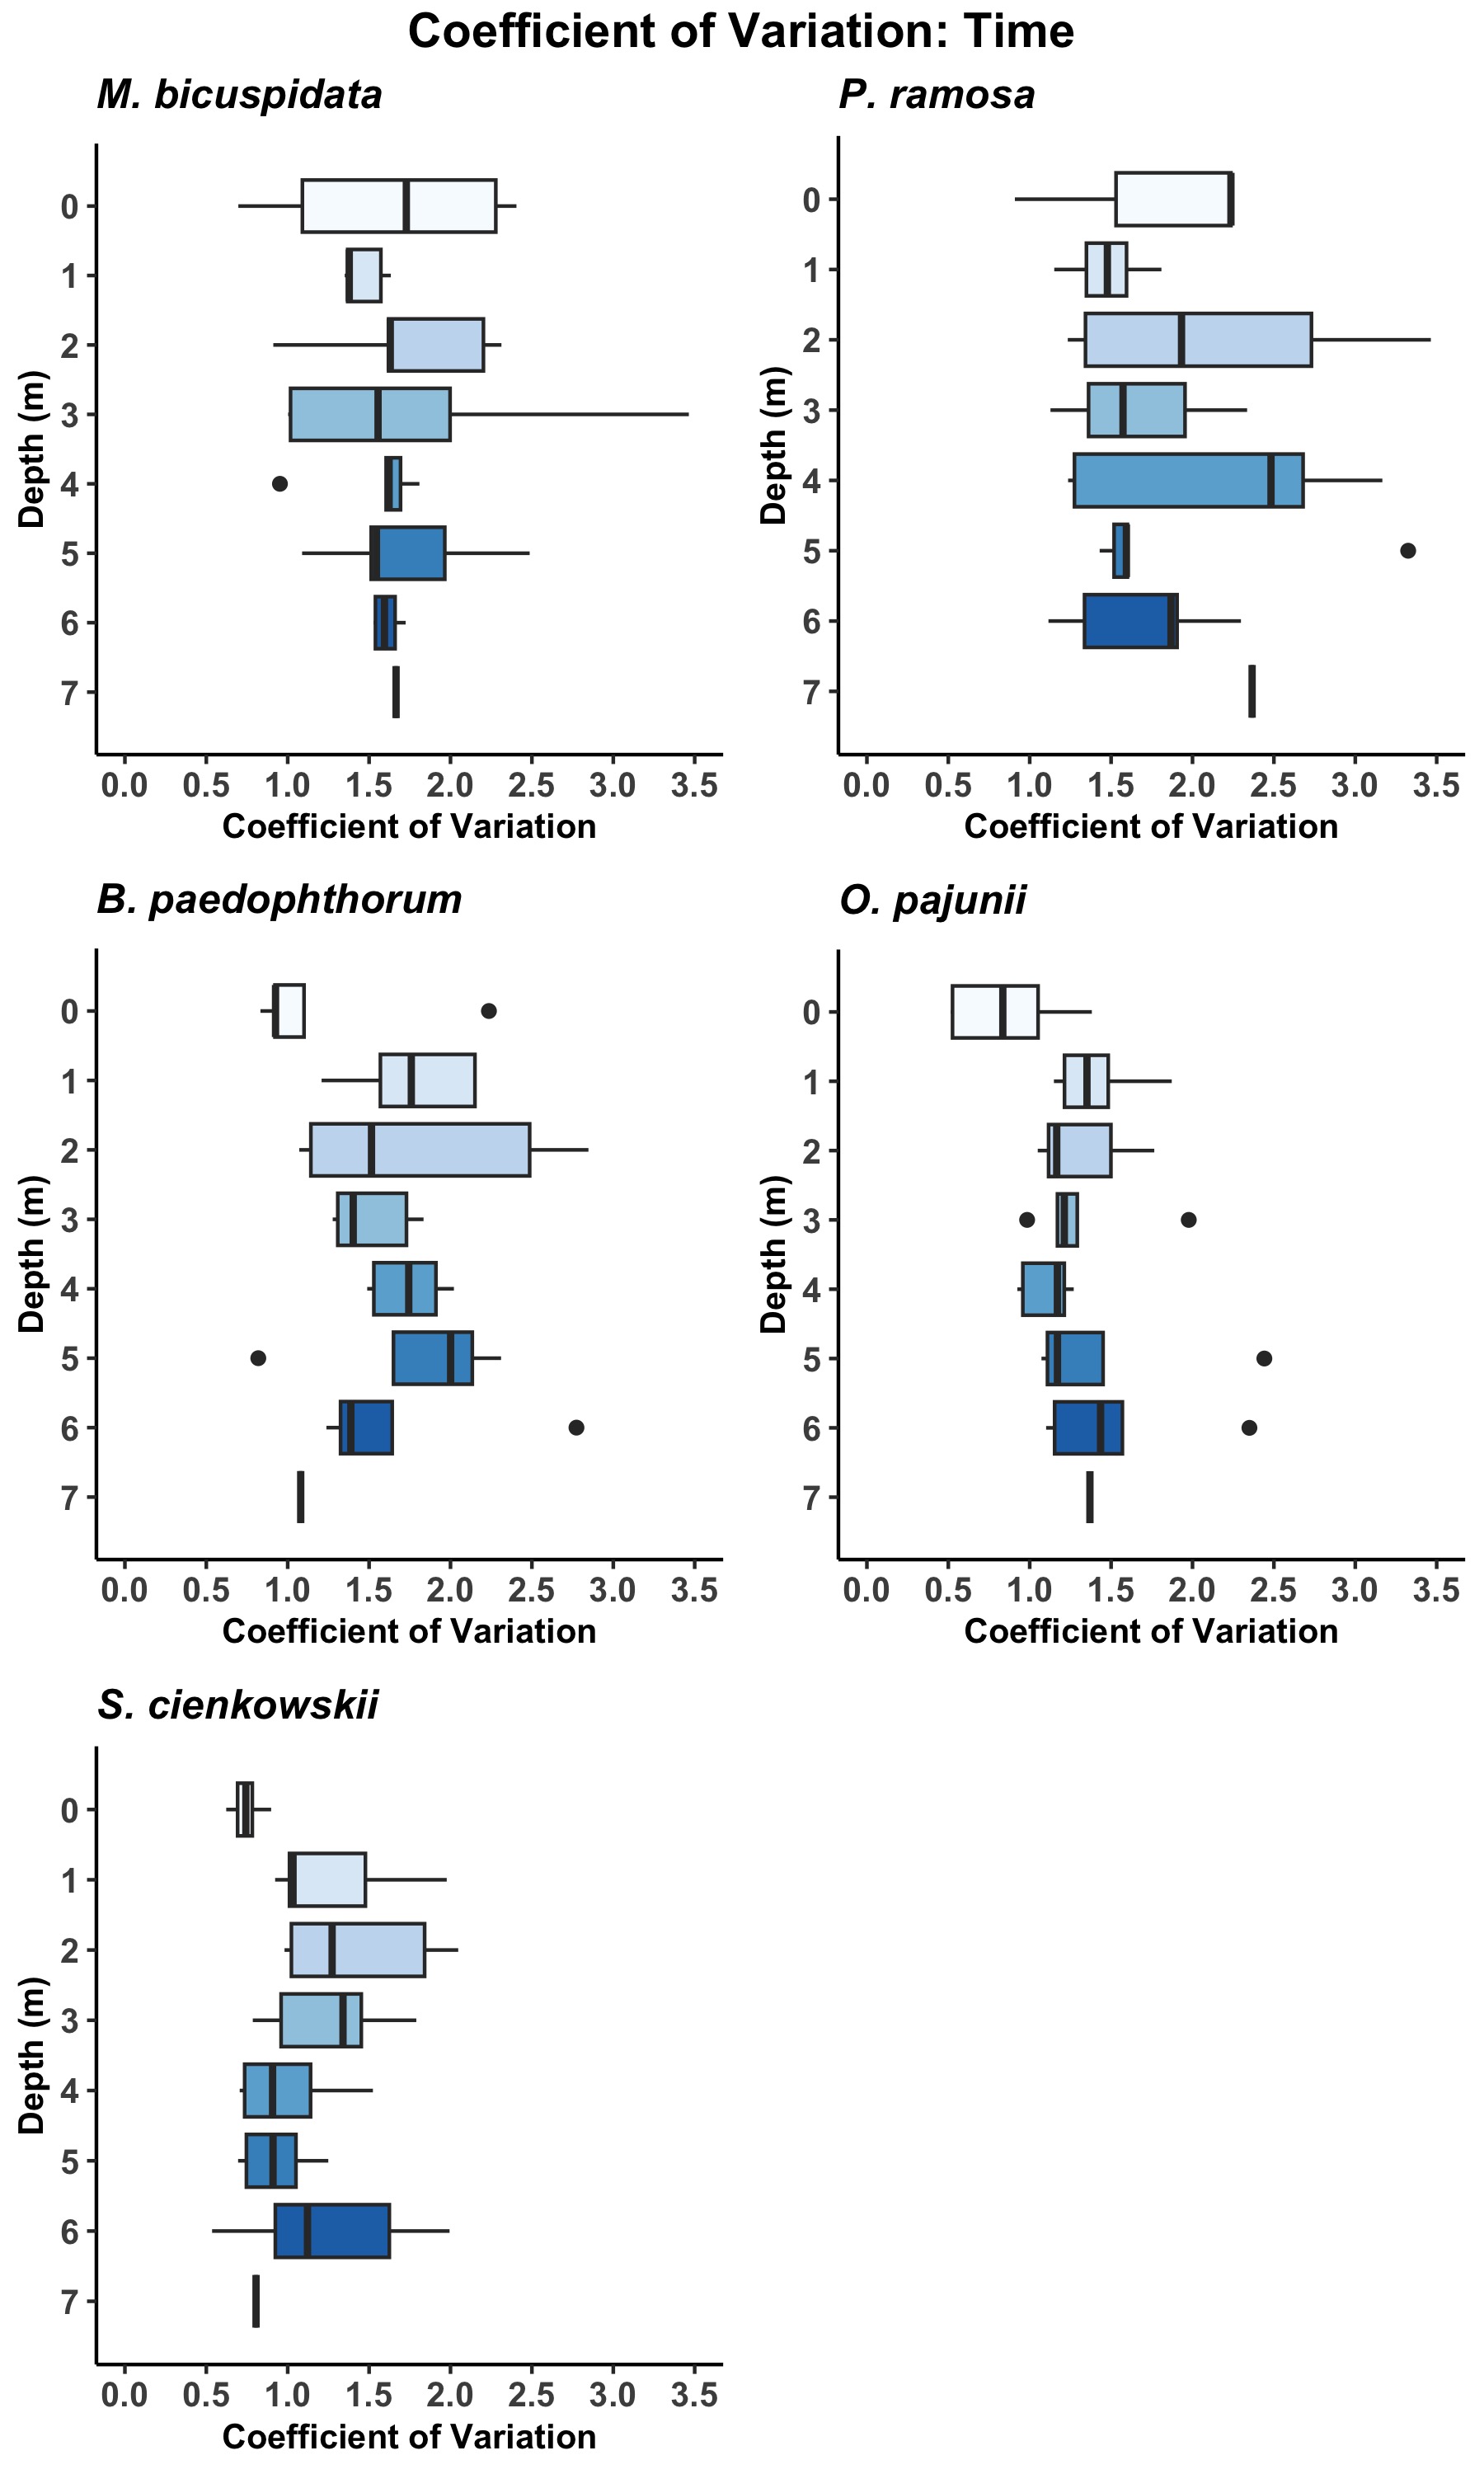 Coefficient of Variation: Time
M. bicuspidata
Depth (m)
0
1
2
3
4
5
6
7
0.0 0.5 1.0 1.5 2.0 2.5 3.0 3.5
Coefficient of Variation
P. ramosa
Depth (m)
0
1
2
3
4
5
6
7
0.0 0.5 1.0 1.5 2.0 2.5 3.0 3.5
Coefficient of Variation
B. paedophthorum
Depth (m)
0
1
2
3
4
5
6
7
0.0 0.5 1.0 1.5 2.0 2.5 3.0 3.5
Coefficient of Variation
O. pajunii
Depth (m)
0
1
2
3
4
5
6
7
0.0 0.5 1.0 1.5 2.0 2.5 3.0 3.5
Coefficient of Variation
S. cienkowskii
Depth (m)
0
1
2
3
4
5
6
7
0.0 0.5 1.0 1.5 2.0 2.5 3.0 3.5
Coefficient of Variation